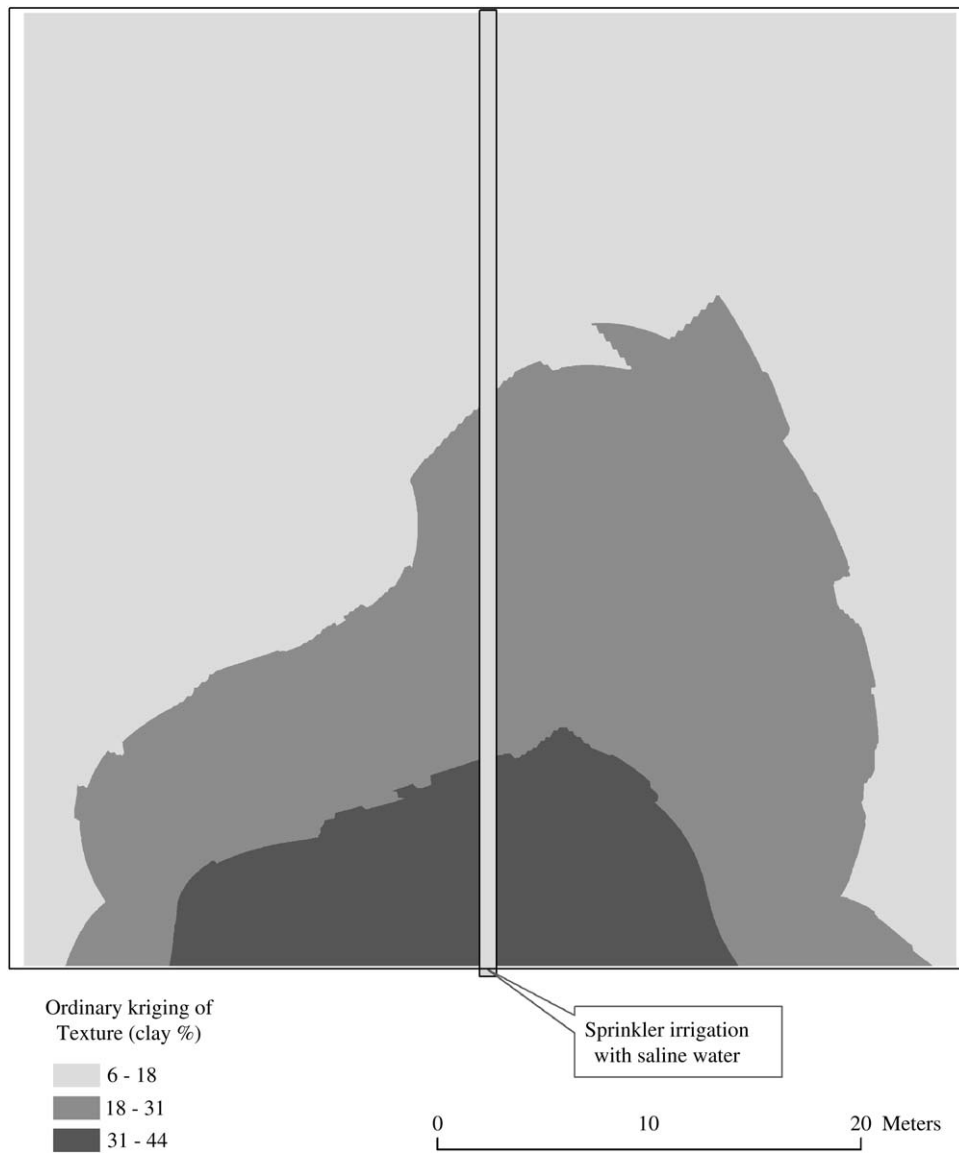 Ordinary kriging of
Texture (clay %)
6 - 18
18 - 31
31 - 44
Sprinkler irrigation
with saline water
0 10 20 Meters